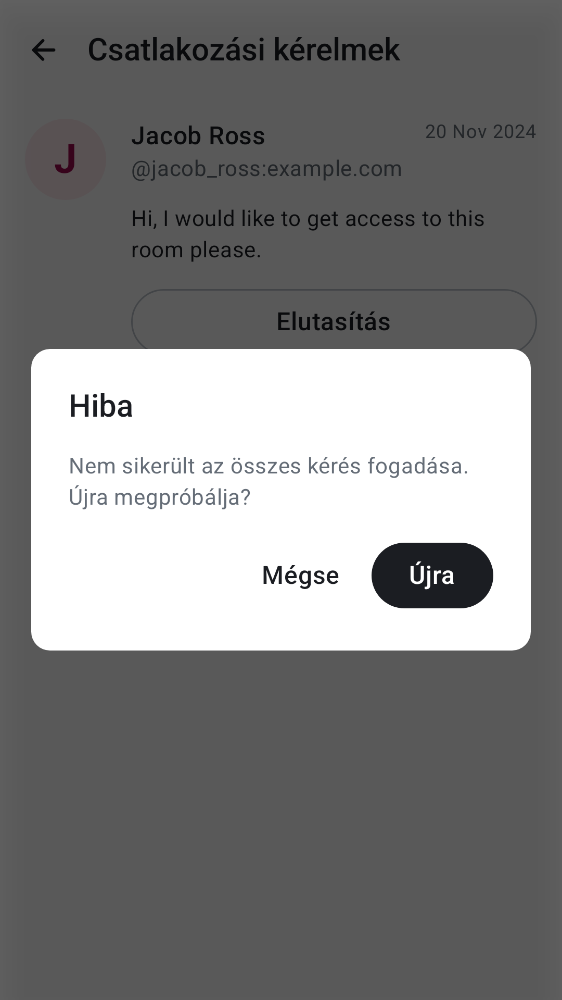 Csatlakozási kérelmek
J
Jacob Ross
20 Nov 2024
@jacob_ross:example.com
Hi, I would like to get access to this
room please.
Elutasítás
Hiba
Nem sikerült az összes kérés fogadása.
Újra megpróbálja?
Mégse
Újra